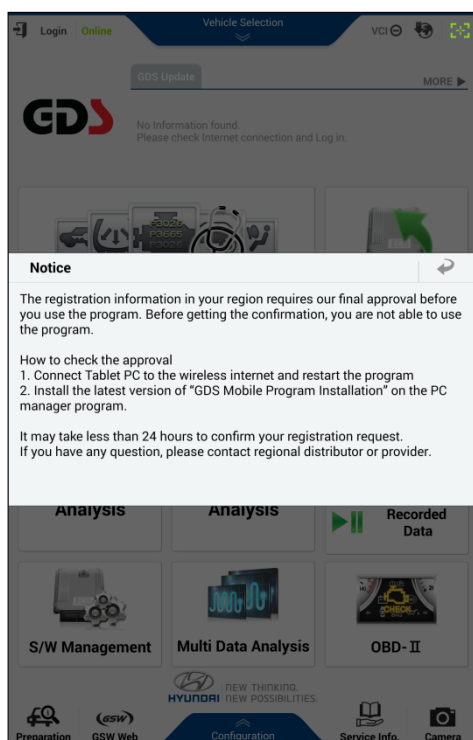 Login Online Vehicle Selection VCI
GDS Update
MORE
GDS
No Information found.
Please check Internet connection and Log in.
P3026
P3665
P3026
Notice
The registration information in your region requires our final approval before
you use the program. Before getting the confirmation, you are not able to use
the program.
How to check the approval
1. Connect Tablet PC to the wireless internet and restart the program
2. Install the latest version of “GDS Mobile Program Installation” on the PC
manager program.
It may take less than 24 hours to confirm your registration request.
If you have any question, please contact regional distributor or provider.
Analysis
Analysis
Recorded
Data
CHECK
S/W Management
Multi Data Analysis
OBD-Ⅱ
HYUNDAI
NEW THINKING.
NEW POSSIBILITIES.
GSW
Preparation
GSW Web
Configuration
Service Info.
Camera